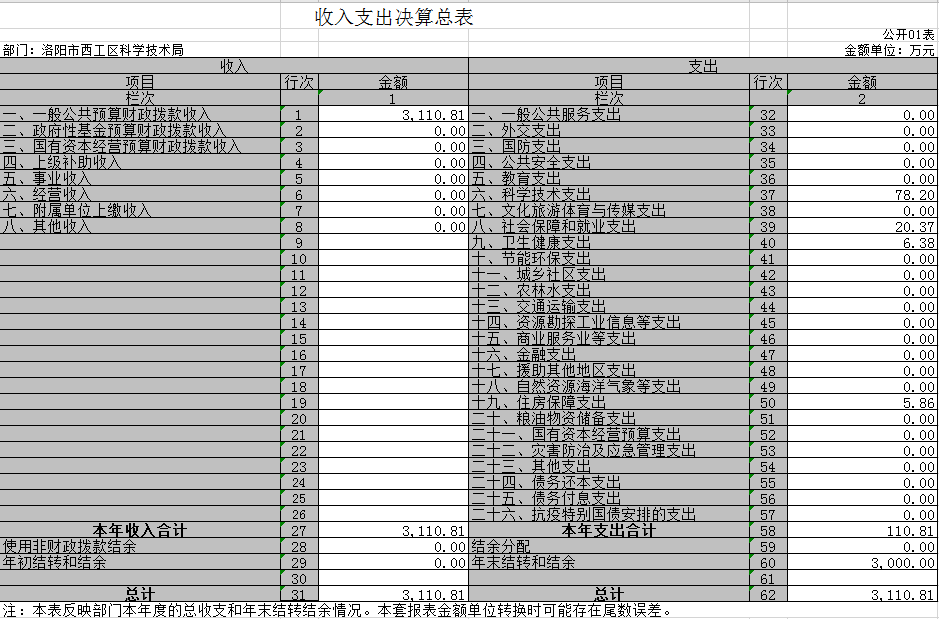 收入支出决算总表
公开01表
部门：洛阳市西工区科学技术局 金额单位：万元
收入 支出
项目 行次 金额 项目 行次 金额
栏次 1 栏次 2
一、一般公共预算财政拨款收入 1 3,110.81 一、一般公共服务支出 32 0.00
二、政府性基金预算财政拨款收入 2 0.00 二、外交支出 33 0.00
三、国有资本经营预算财政拨款收入 3 0.00 三、国防支出 34 0.00
四、上级补助收入 4 0.00 四、公共安全支出 35 0.00
五、事业收入 5 0.00 五、教育支出 36 0.00
六、经营收入 6 0.00 六、科学技术支出 37 78.20
七、附属单位上缴收入 7 0.00 七、文化旅游体育与传媒支出 38 0.00
八、其他收入 8 0.00 八、社会保障和就业支出 39 20.37
9 九、卫生健康支出 40 6.38
10 十、节能环保支出 41 0.00
11 十一、城乡社区支出 42 0.00
12 十二、农林水支出 43 0.00
13 十三、交通运输支出 44 0.00
14 十四、资源勘探工业信息等支出 45 0.00
15 十五、商业服务业等支出 46 0.00
16 十六、金融支出 47 0.00
17 十七、援助其他地区支出 48 0.00
18 十八、自然资源海洋气象等支出 49 0.00
19 十九、住房保障支出 50 5.86
20 二十、粮油物资储备支出 51 0.00
21 二十一、国有资本经营预算支出 52 0.00
22 二十二、灾害防治及应急管理支出 53 0.00
23 二十三、其他支出 54 0.00
24 二十四、债务还本支出 55 0.00
25 二十五、债务付息支出 56 0.00
26 二十六、抗疫特别国债安排的支出 57 0.00
本年收入合计 27 3,110.81 本年支出合计 58 110.81
使用非财政拨款结余 28 0.00 结余分配 59 0.00
年初结转和结余 29 0.00 年末结转和结余 60 3,000.00
30 61
总计 31 3,110.81 总计 62 3,110.81
注：本表反映部门本年度的总收支和年末结转结余情况。本套报表金额单位转换时可能存在尾数误差。